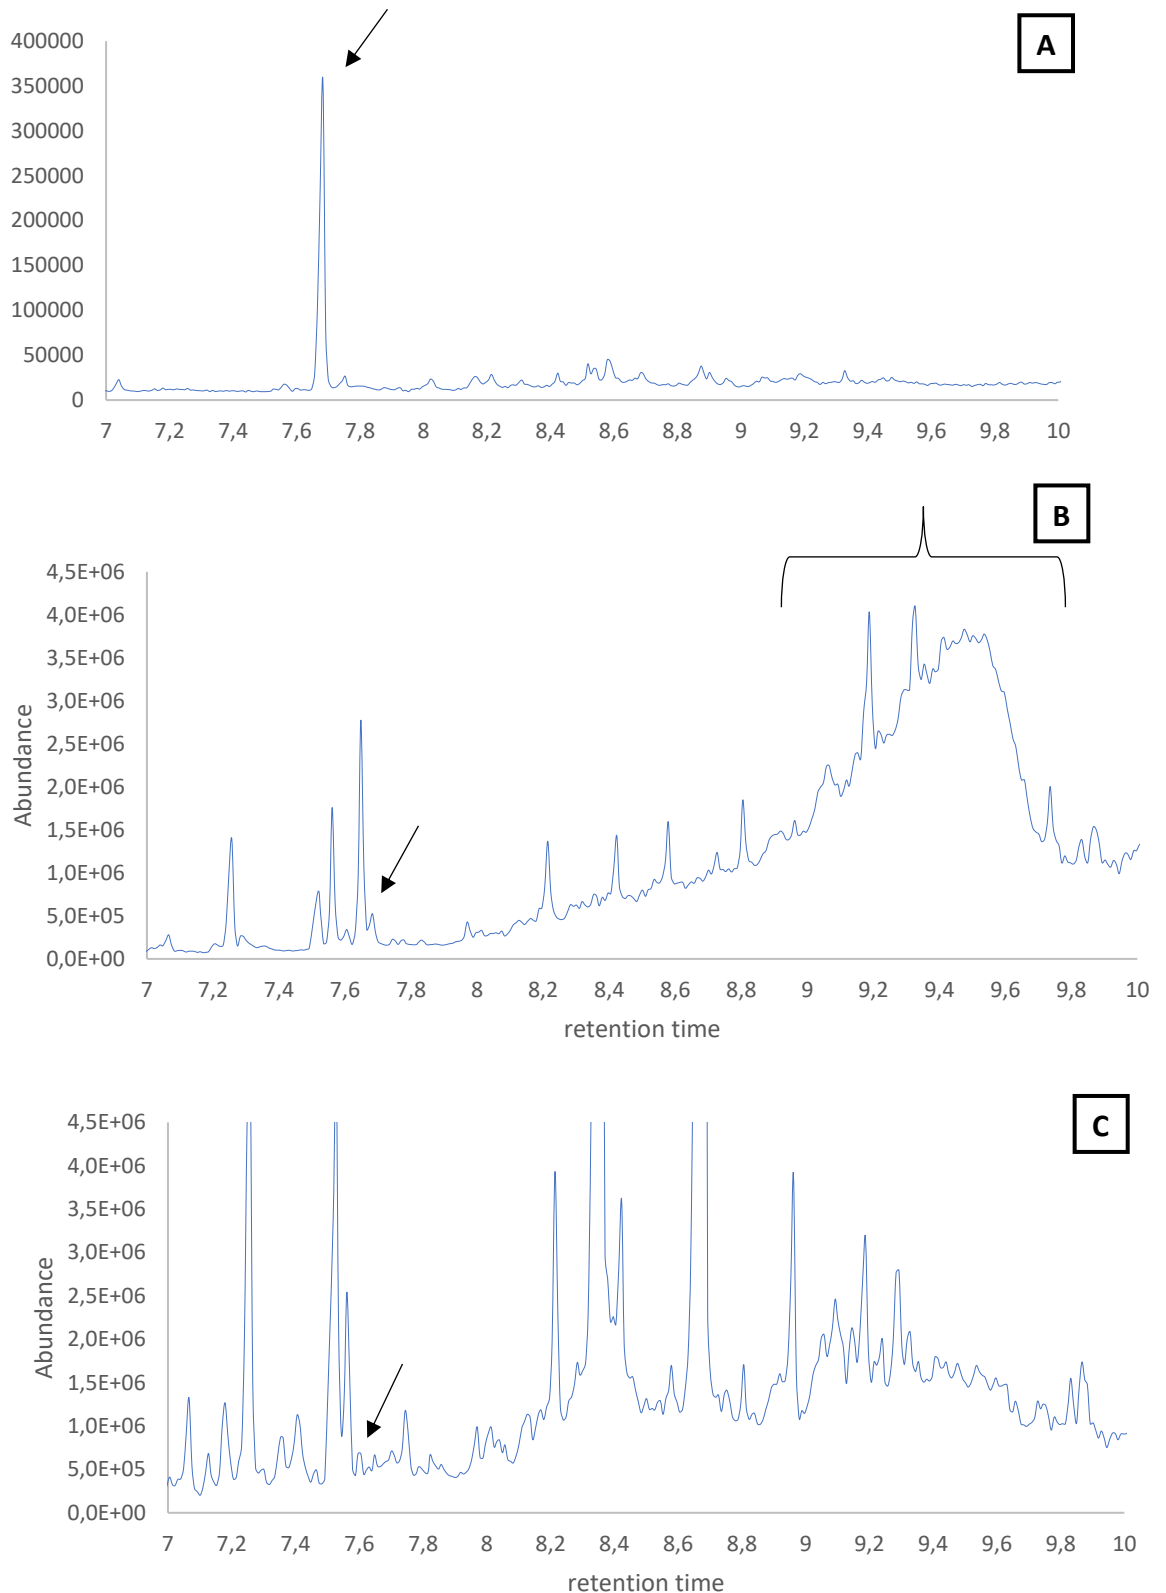 A
400000
350000
300000
250000
200000
150000
100000
50000
0
7 7,2 7,4 7,6 7,8 8 8,2 8,4 8,6 8,8 9 9,2 9,4 9,6 9,8 10
B
Abundance
4,5E+06
4,0E+06
3,5E+06
3,0E+06
2,5E+06
2,0E+06
1,5E+06
1,0E+06
5,0E+05
0,0E+00
7 7,2 7,4 7,6 7,8 8 8,2 8,4 8,6 8,8 9 9,2 9,4 9,6 9,8 10
retention time
C
Abundance
4,5E+06
4,0E+06
3,5E+06
3,0E+06
2,5E+06
2,0E+06
1,5E+06
1,0E+06
5,0E+05
0,0E+00
7 7,2 7,4 7,6 7,8 8 8,2 8,4 8,6 8,8 9 9,2 9,4 9,6 9,8 10
retention time